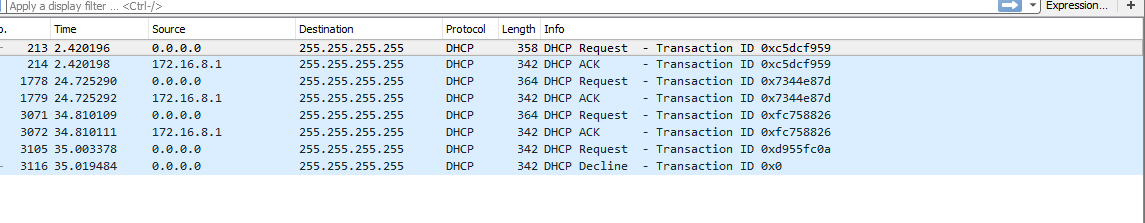 Apply a display filter ... <Ctrl-/> Expression... +
o. Time Source Destination Protocol Length Info
213 2.420196 0.0.0.0 255.255.255.255 DHCP 358 DHCP Request - Transaction ID 0xc5dcf959
214 2.420198 172.16.8.1 255.255.255.255 DHCP 342 DHCP ACK - Transaction ID 0xc5dcf959
1778 24.725290 0.0.0.0 255.255.255.255 DHCP 364 DHCP Request - Transaction ID 0x7344e87d
1779 24.725292 172.16.8.1 255.255.255.255 DHCP 342 DHCP ACK - Transaction ID 0x7344e87d
3071 34.810109 0.0.0.0 255.255.255.255 DHCP 364 DHCP Request - Transaction ID 0xfc758826
3072 34.810111 172.16.8.1 255.255.255.255 DHCP 342 DHCP ACK - Transaction ID 0xfc758826
3105 35.003378 0.0.0.0 255.255.255.255 DHCP 342 DHCP Request - Transaction ID 0xd955fc0a
3116 35.019484 0.0.0.0 255.255.255.255 DHCP 342 DHCP Decline - Transaction ID 0x0